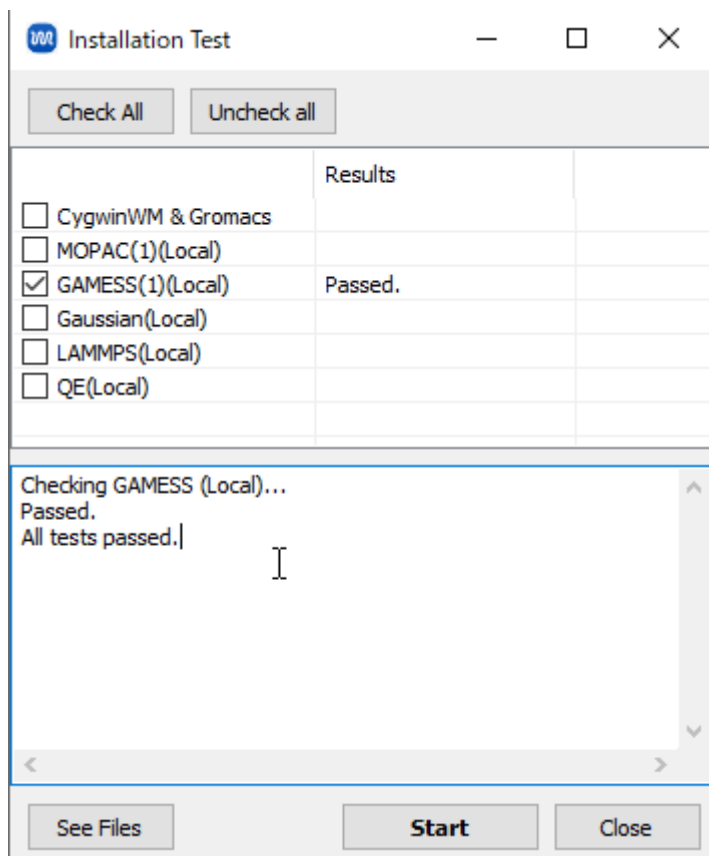 Installation Test
Check All Uncheck all
Results
CygwinWM & Gromacs
MOPAC(1)(Local)
GAMESS(1)(Local) Passed.
Gaussian(Local)
LAMMPS(Local)
QE(Local)
Checking GAMESS (Local)...
Passed.
All tests passed.
See Files Start Close